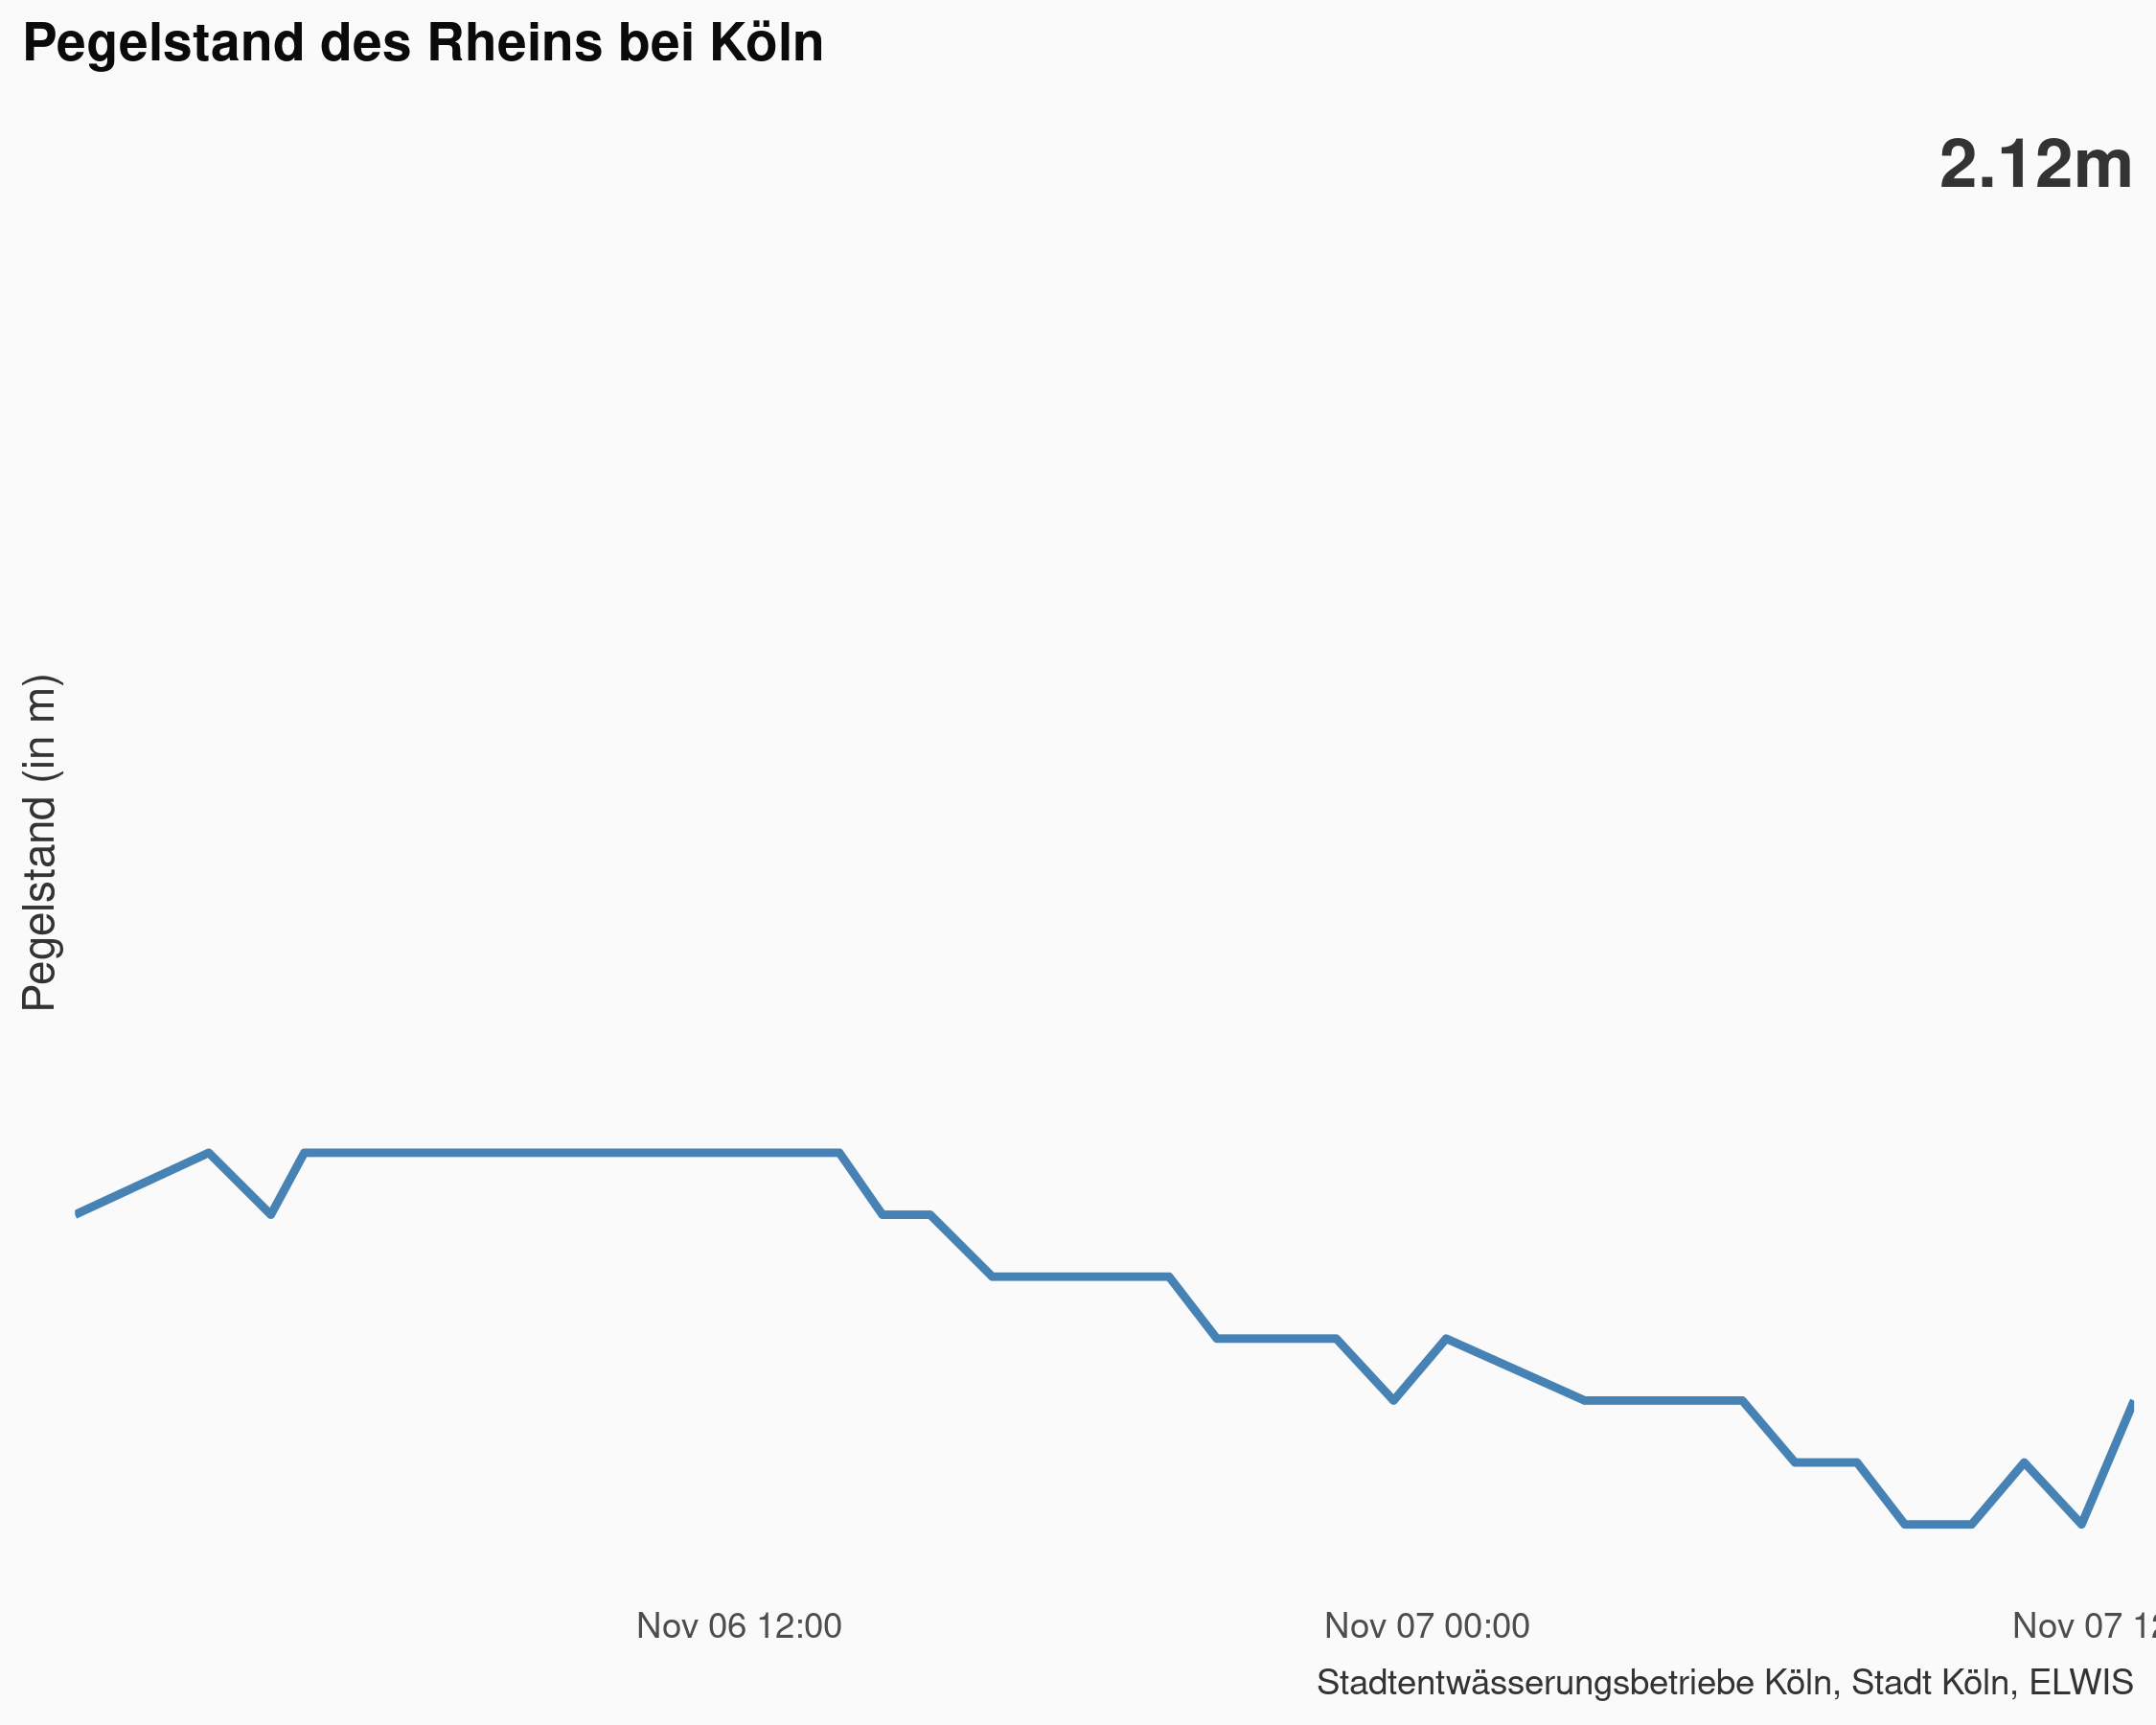 Pegelstand des Rheins bei Köln
2.12m
Pegelstand (in m)
Nov 06 12:00
Nov 07 00:00
Nov 07
Stadtentwässerungsbetriebe Köln, Stadt Köln, ELWIS